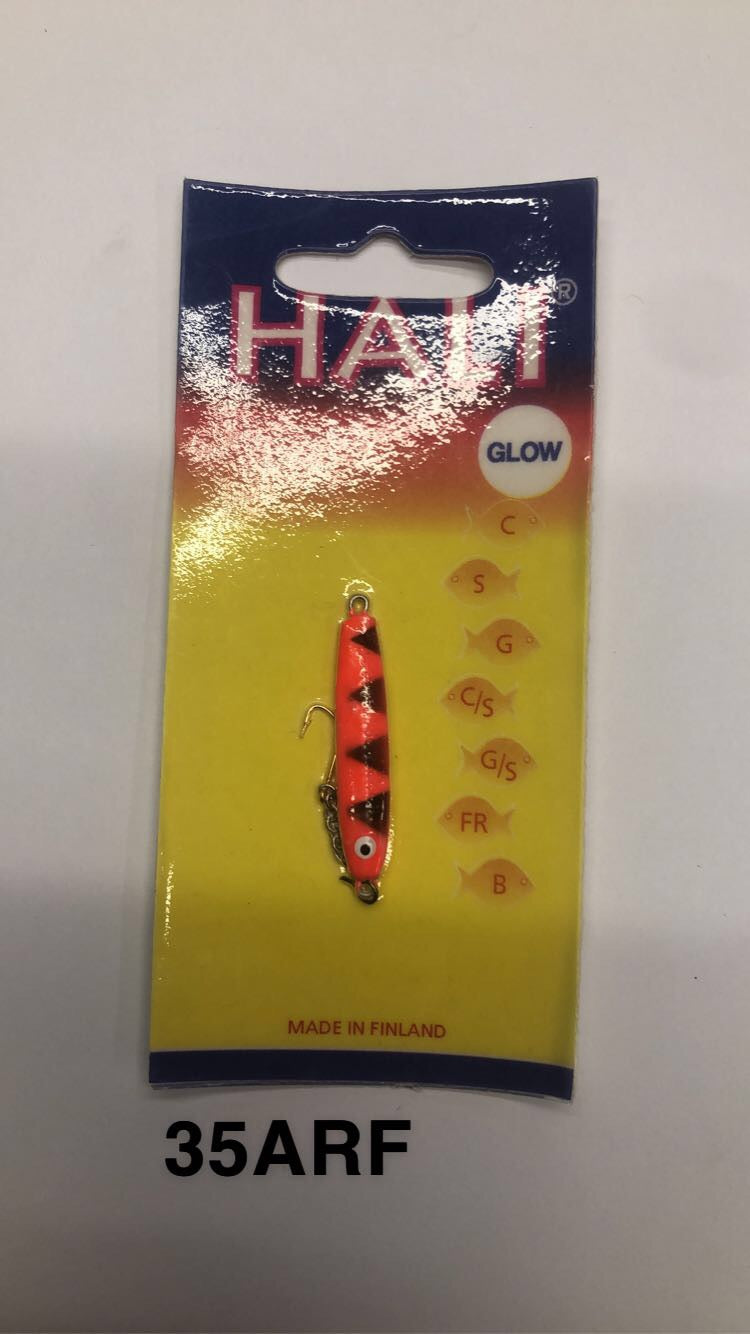 HALI®
GLOW
C
S
G
C/S
G/S
FR
B
MADE IN FINLAND
35ARF